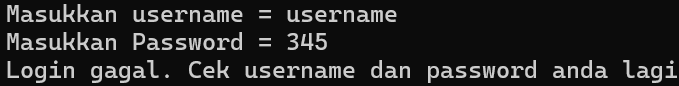 Masukkan username = username
Masukkan Password = 345
Login gagal. Cek username dan password anda lagi